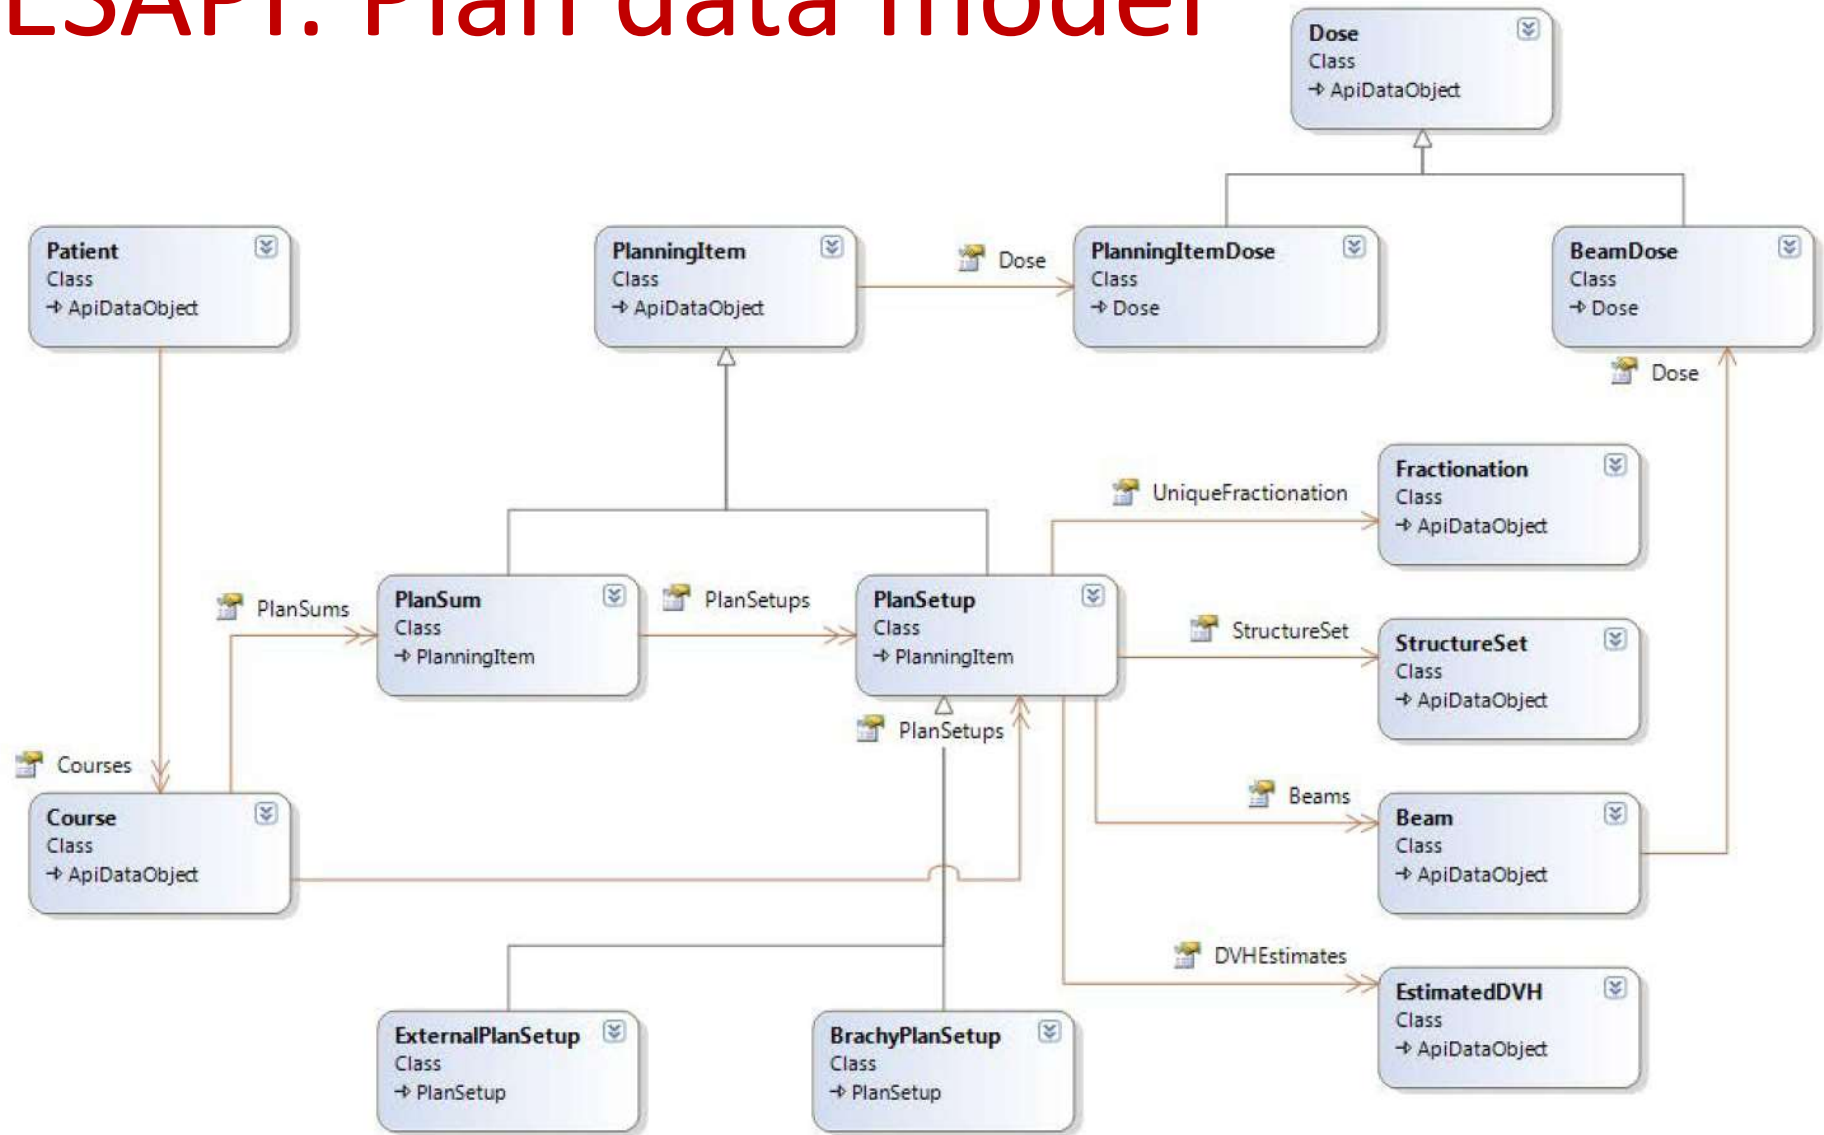 ESAPI: Plan data model
Dose
Class
ApiDataObject
Patient
Class
ApiDataObject
PlanningItem
Class
ApiDataObject
Dose
PlanningItemDose
Class
Dose
BeamDose
Class
Dose
Dose
Fractionation
Class
ApiDataObject
UniqueFractionation
PlanSums
PlanSum
Class
PlanningItem
PlanSetups
PlanSetup
Class
PlanningItem
StructureSet
StructureSet
Class
ApiDataObject
PlanSetups
Courses
Course
Class
ApiDataObject
Beams
Beam
Class
ApiDataObject
DVHEstimates
EstimatedDVH
Class
ApiDataObject
ExternalPlanSetup
Class
PlanSetup
BrachyPlanSetup
Class
PlanSetup